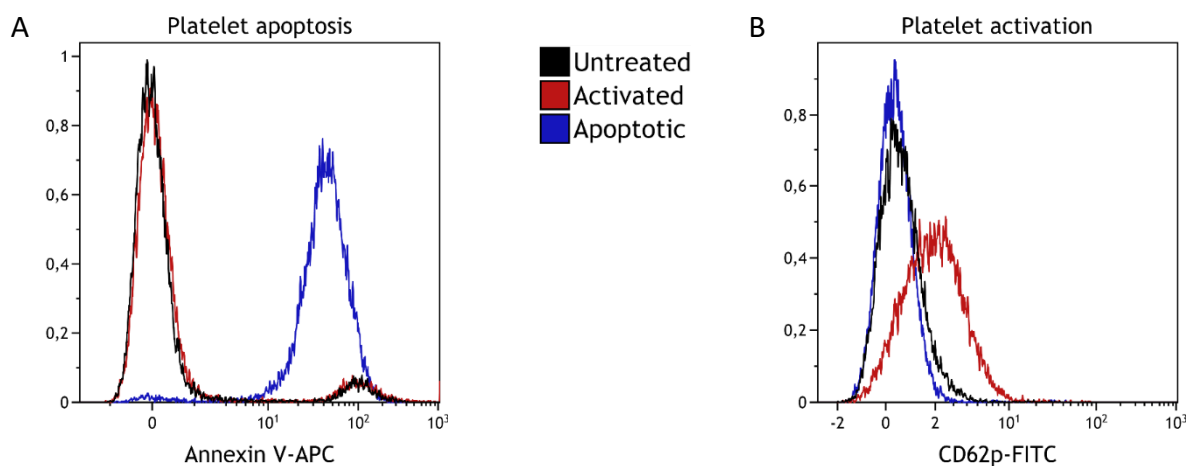 A
Platelet apoptosis
1
0,8
0,6
0,4
0,2
0
0
10¹
10²
10³
Annexin V-APC
Untreated
Activated
Apoptotic
B
Platelet activation
0,8
0,6
0,4
0,2
0
-2
0
2
10¹
10²
10³
CD62p-FITC